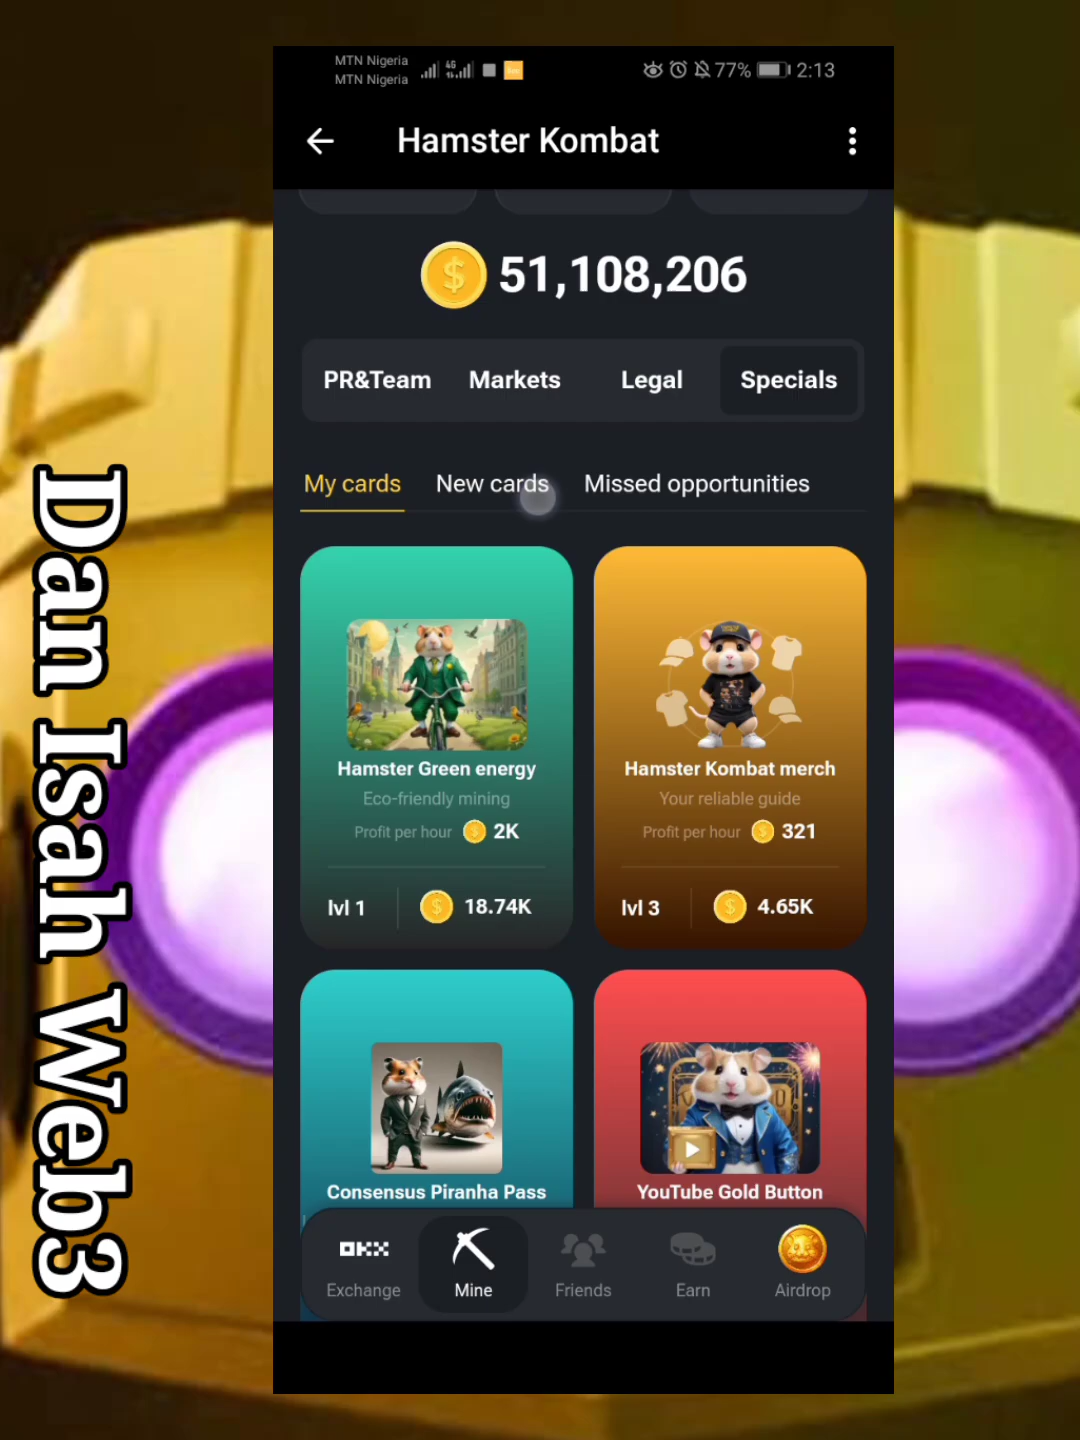 MTN Nigeria
MTN Nigeria
4G
77%
2:13
Hamster Kombat
51,108,206
PR&Team
Markets
Legal
Specials
My cards
New cards
Missed opportunities
Hamster Green energy
Eco-friendly mining
Profit per hour 2K
lvl 1
18.74K
Hamster Kombat merch
Your reliable guide
Profit per hour 321
lvl 3
4.65K
Consensus Piranha Pass
YouTube Gold Button
OKX
Exchange
Mine
Friends
Earn
Airdrop
Dan Isah Web3